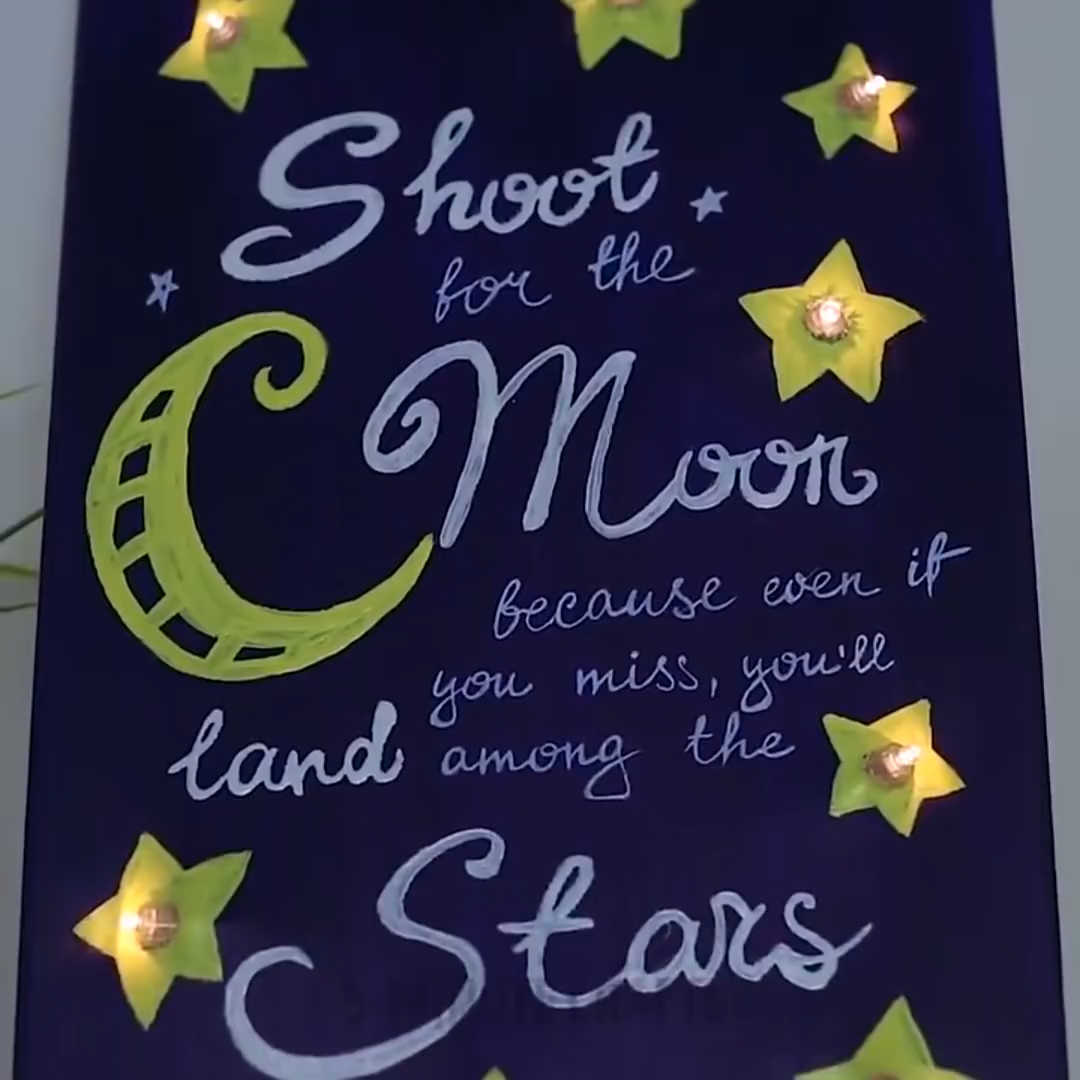 Shoot
for the
Moon
because even if
you miss, you'll
land among the
Stars